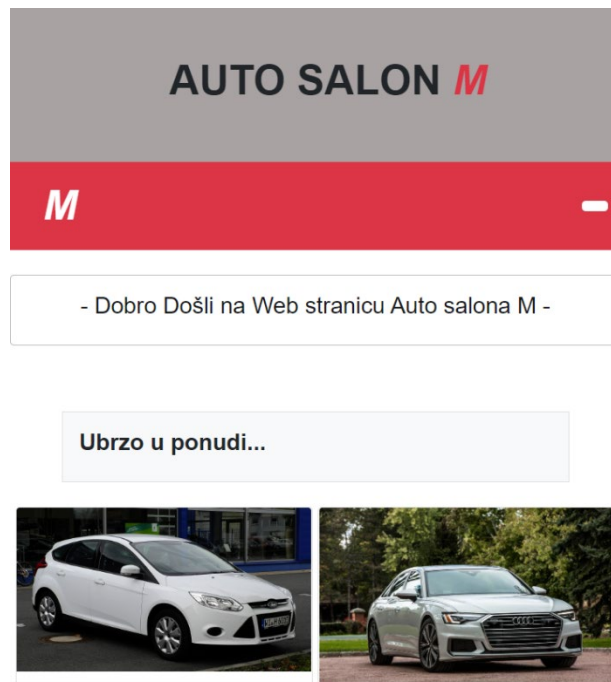 AUTO SALON M
M
- Dobro Došli na Web stranicu Auto salona M -
Ubrzo u ponudi...